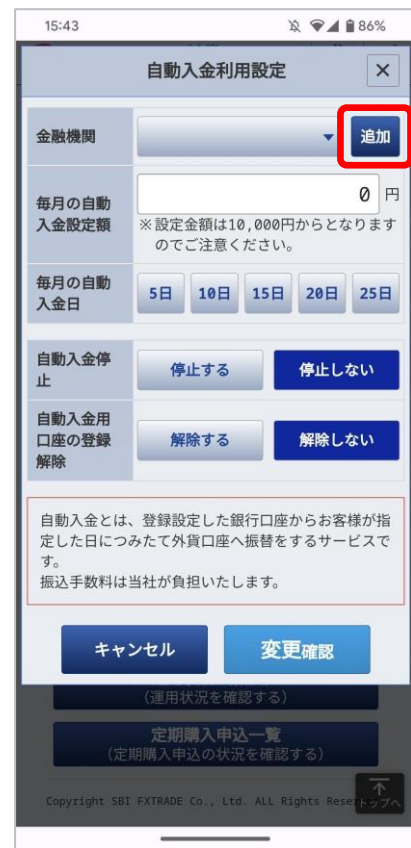 15:43
86%
自動入金利用設定
×
金融機関
追加
毎月の自動
入金設定額
0 円
※設定金額は10,000円からとなります
のでご注意ください。
毎月の自動
入金日
5日 10日 15日 20日 25日
自動入金停
止
停止する 停止しない
自動入金用
口座の登録
解除
解除する 解除しない
自動入金とは、登録設定した銀行口座からお客様が指
定した日につみたて外貨口座へ振替をするサービスで
す。
振込手数料は当社が負担いたします。
キャンセル 変更確認
(運用状況を確認する)
定期購入申込一覧
(定期購入申込の状況を確認する)
Copyright SBI FXTRADE Co., Ltd. ALL Rights
トップへ